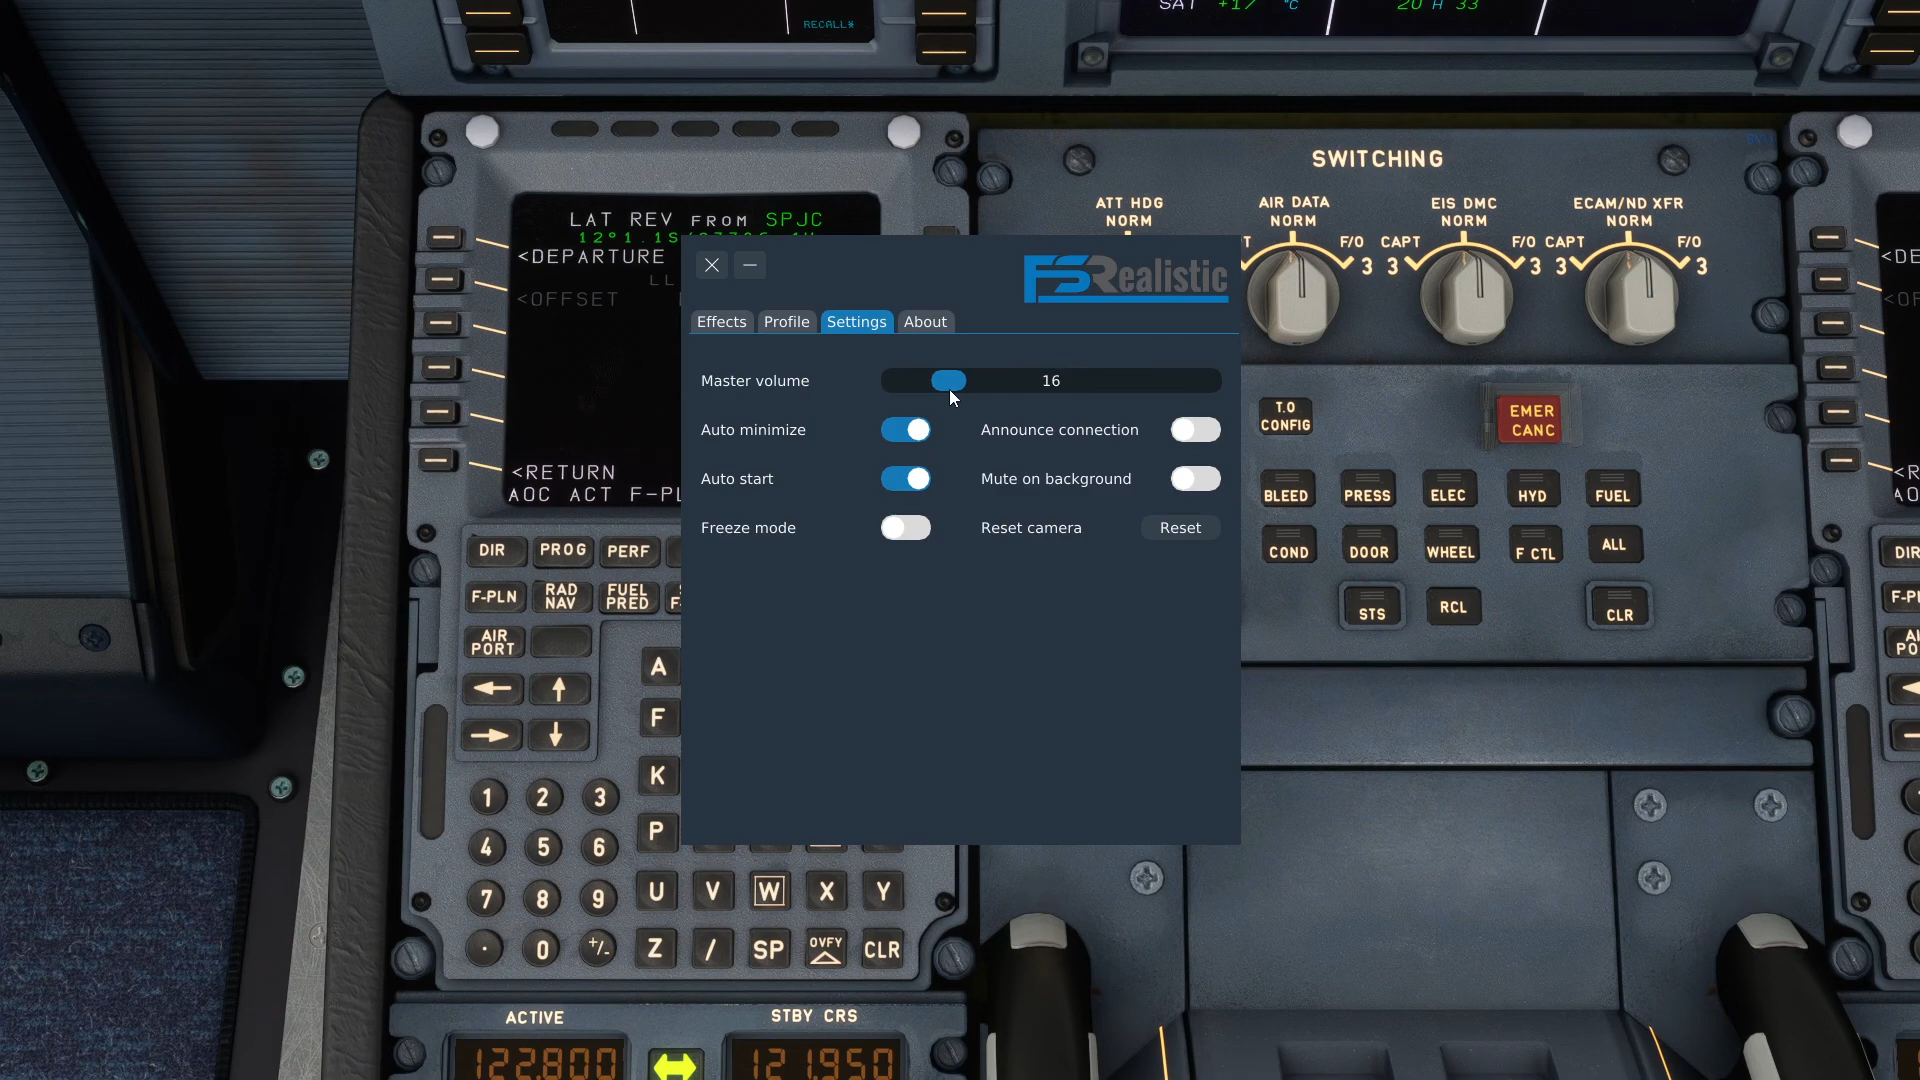 RECALL*
SAT +17 °C
20 H 33
SWITCHING
ATT HDG
NORM
AIR DATA
NORM
EIS DMC
NORM
ECAM/ND XFR
NORM
F/O
CAPT
F/O
CAPT
F/O
3
3
3
3
3
LAT REV FROM SPJC
<DEPARTURE
<OFFSET
<RETURN
AOC ACT F-PL
FSRealistic
Effects
Profile
Settings
About
Master volume
16
Auto minimize
Announce connection
Auto start
Mute on background
Freeze mode
Reset camera
Reset
T.O
CONFIG
EMER
CANC
BLEED
PRESS
ELEC
HYD
FUEL
COND
DOOR
WHEEL
F CTL
ALL
STS
RCL
CLR
DIR
PROG
PERF
F-PLN
RAD
NAV
FUEL
PRED
AIR
PORT
A
F
K
P
1
2
3
4
5
6
7
8
9
.
0
+/-
U
V
W
X
Y
Z
/
SP
OVFY
CLR
<DE
<R
AO
DIR
F-P
ACTIVE
STBY CRS
122.800
121.950